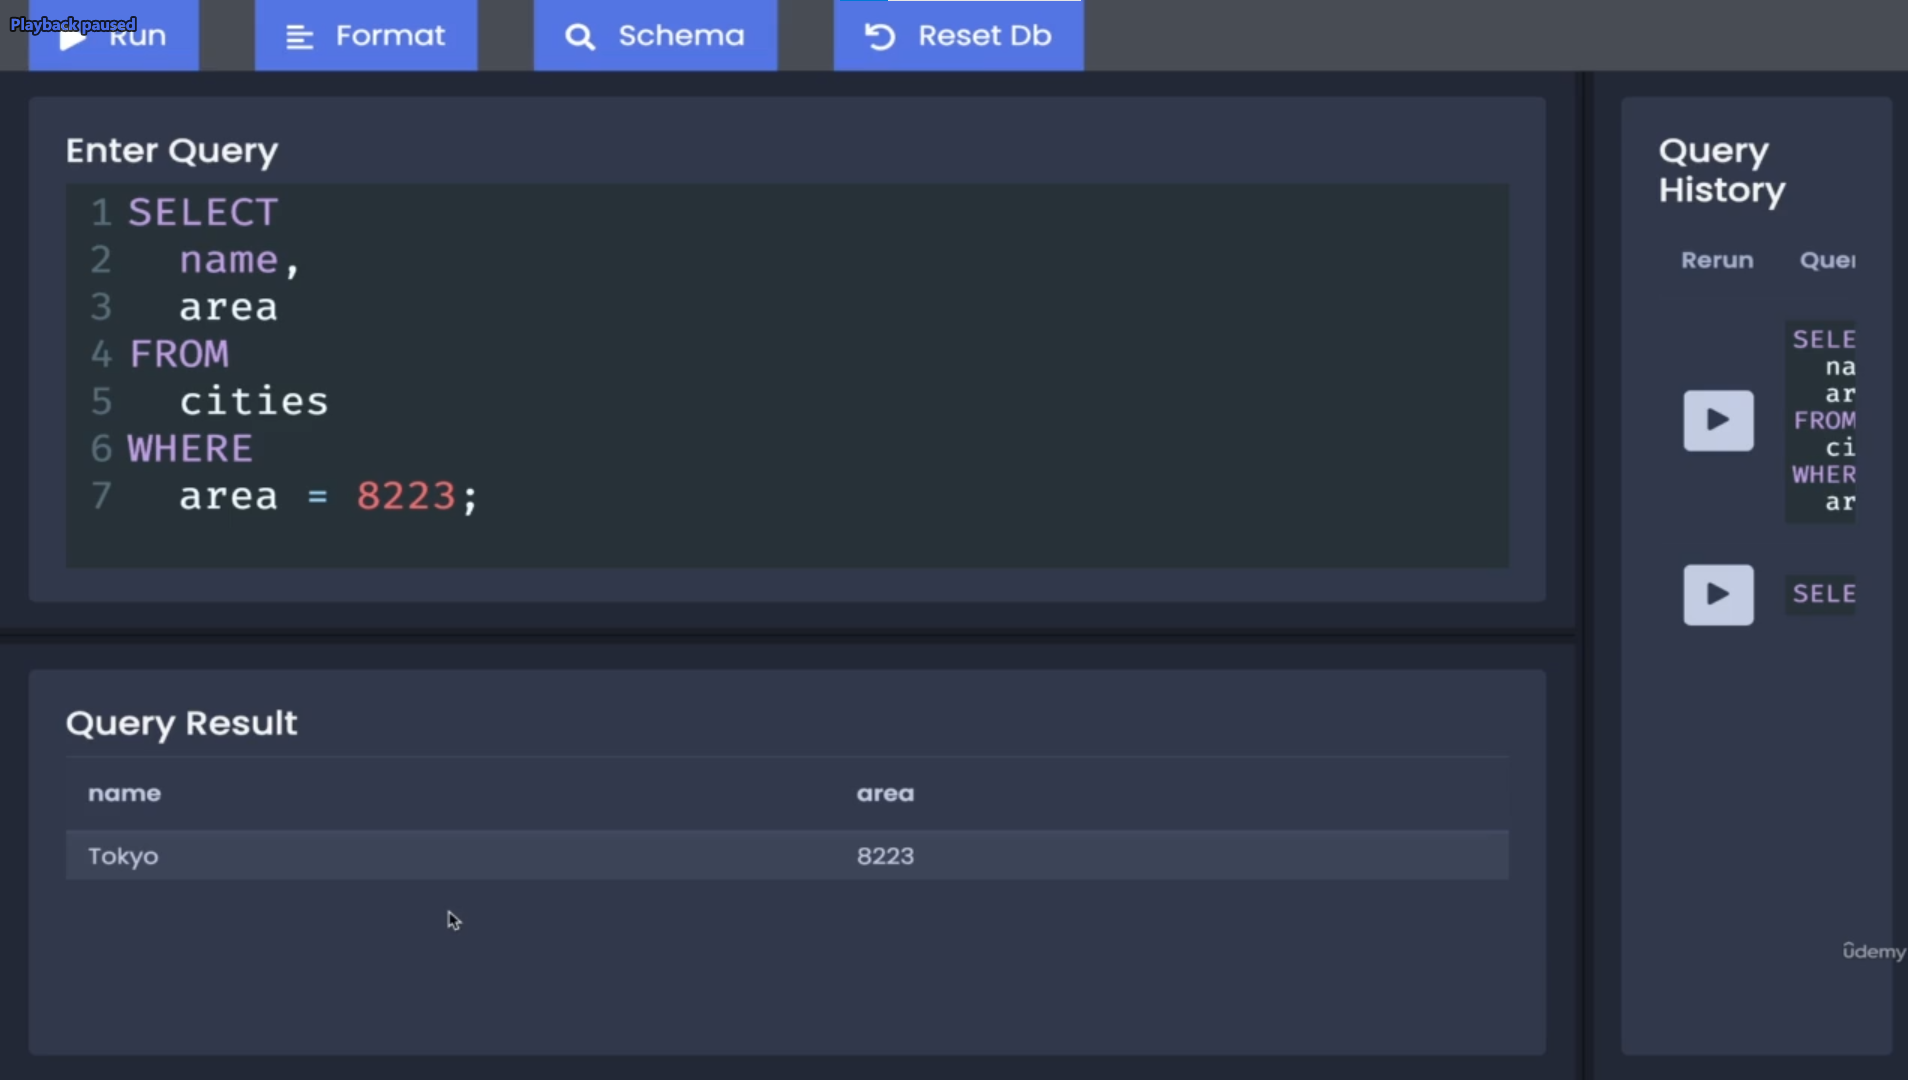 Playback paused
Run
Format
Schema
Reset Db
Enter Query
1 SELECT
2 name,
3 area
4 FROM
5 cities
6 WHERE
7 area = 8223;
Query Result
name area
Tokyo 8223
Query
History
Rerun Quer
SELE
na
ar
FROM
ci
WHER
ar
SELE
ûdemy